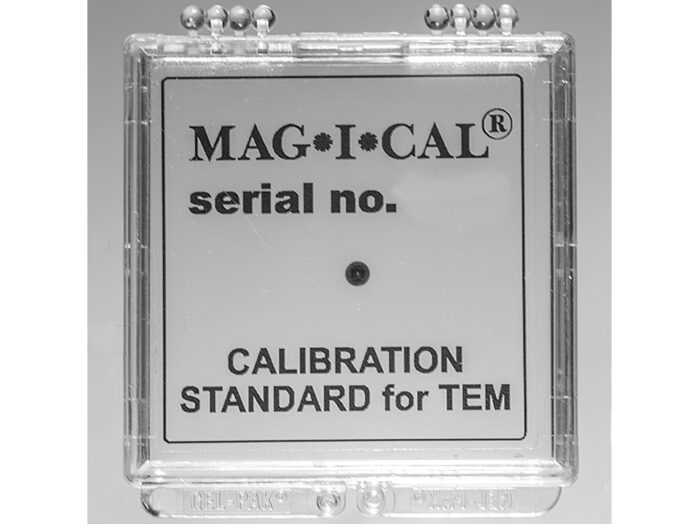 MAG•I•CAL®
serial no.
CALIBRATION
STANDARD for TEM
GEL-PAK®